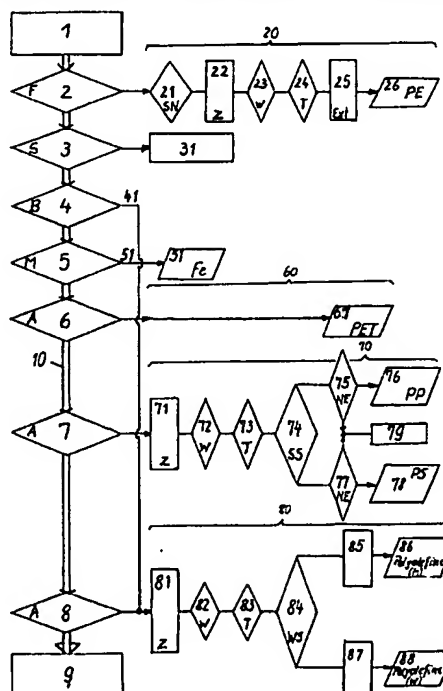 1
20
F 2
21 SN
22 Z
23 W
24 T
25 Ext
26 PE
S 3
31
B 4
41
M 5
51
51 Fe
60
A 6
61 PET
10
70
A 7
71 Z
72 W
73 T
74 SS
75 NE
76 PP
79
77 NE
78 PS
80
A 8
81 Z
82 W
83 T
84 WS
85
86 Polyolefine (h)
87
88 Polyolefine (w)
9